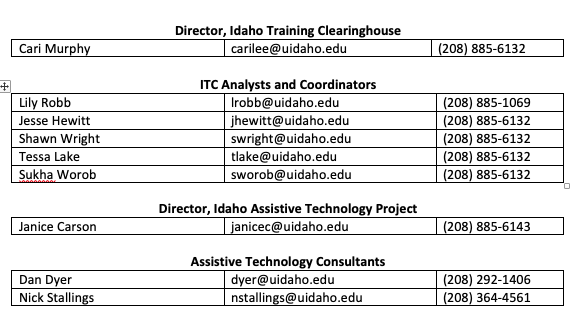 Director, Idaho Training Clearinghouse
Cari Murphy carilee@uidaho.edu (208) 885-6132
ITC Analysts and Coordinators
Lily Robb lrobb@uidaho.edu (208) 885-1069
Jesse Hewitt jhewitt@uidaho.edu (208) 885-6132
Shawn Wright swright@uidaho.edu (208) 885-6132
Tessa Lake tlake@uidaho.edu (208) 885-6132
Sukha Worob sworob@uidaho.edu (208) 885-6132
Director, Idaho Assistive Technology Project
Janice Carson janicec@uidaho.edu (208) 885-6143
Assistive Technology Consultants
Dan Dyer dyer@uidaho.edu (208) 292-1406
Nick Stallings nstallings@uidaho.edu (208) 364-4561